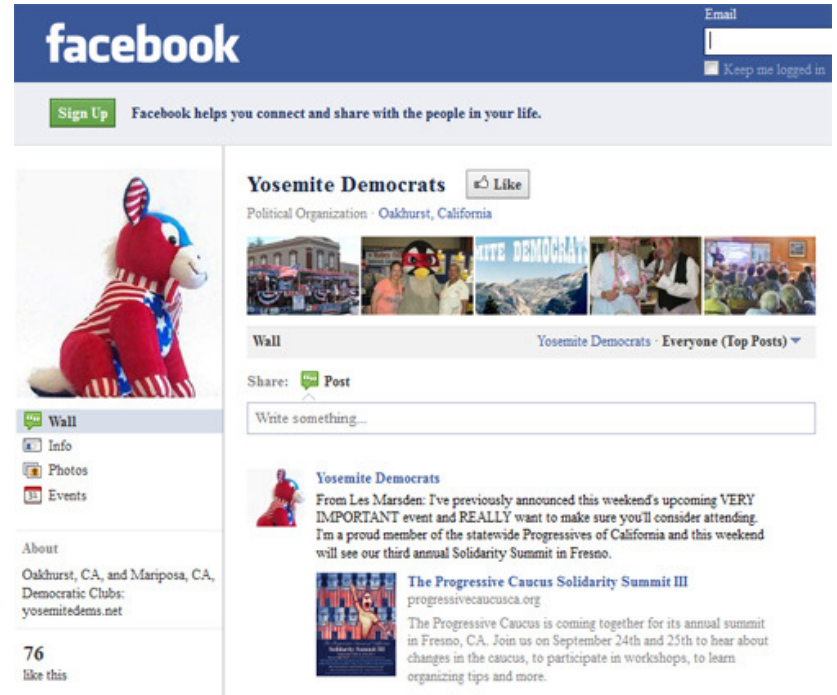 Email
facebook
Keep me logged in
Sign Up
Facebook helps you connect and share with the people in your life.
Yosemite Democrats
Like
Political Organization · Oakhurst, California
MITE DEMOCRATS
Wall
Yosemite Democrats · Everyone (Top Posts)
Share: Post
Write something...
Wall
Info
Photos
31 Events
Yosemite Democrats
From Les Marsden: I've previously announced this weekend's upcoming VERY
IMPORTANT event and REALLY want to make sure you'll consider attending.
I'm a proud member of the statewide Progressives of California and this weekend
will see our third annual Solidarity Summit in Fresno.
About
Oakhurst, CA, and Mariposa, CA,
Democratic Clubs:
yosemitedems.net
The Progressive Caucus Solidarity Summit III
progressivecaucusca.org
The Progressive Caucus is coming together for its annual summit
in Fresno, CA. Join us on September 24th and 25th to hear about
changes in the caucus, to participate in workshops, to learn
organizing tips and more.
Solidarity Summit III
76
like this